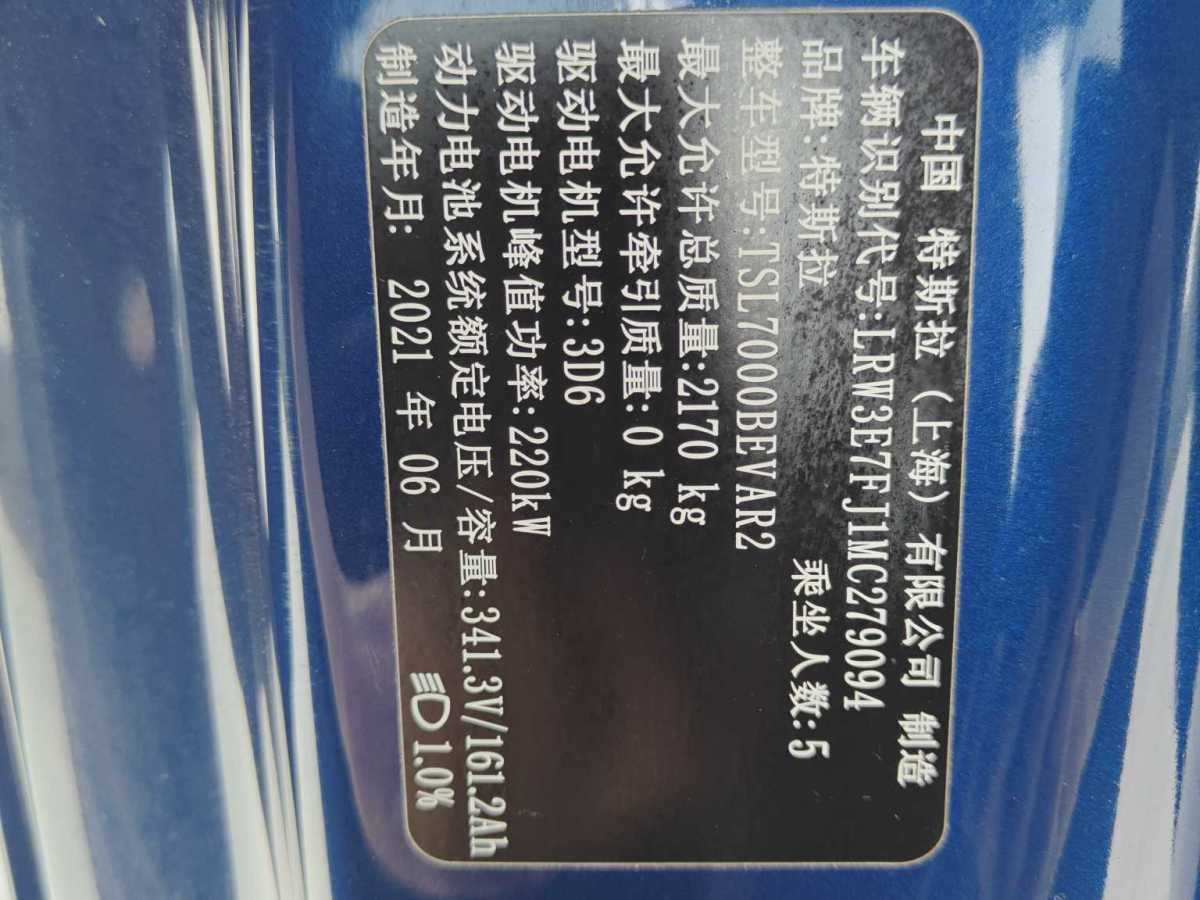 中国 特斯拉（上海）有限公司 制造
车辆识别代号:LRW3E7FJ1MC279094
品牌:特斯拉 乘坐人数:5
整车型号:TSL7000BEVAR2
最大允许总质量:2170 kg
最大允许牵引质量:0 kg
驱动电机型号:3D6
驱动电机峰值功率:220kW
动力电池系统额定电压/容量:341.3V/161.2Ah
制造年月: 2021 年 06 月 1.0%